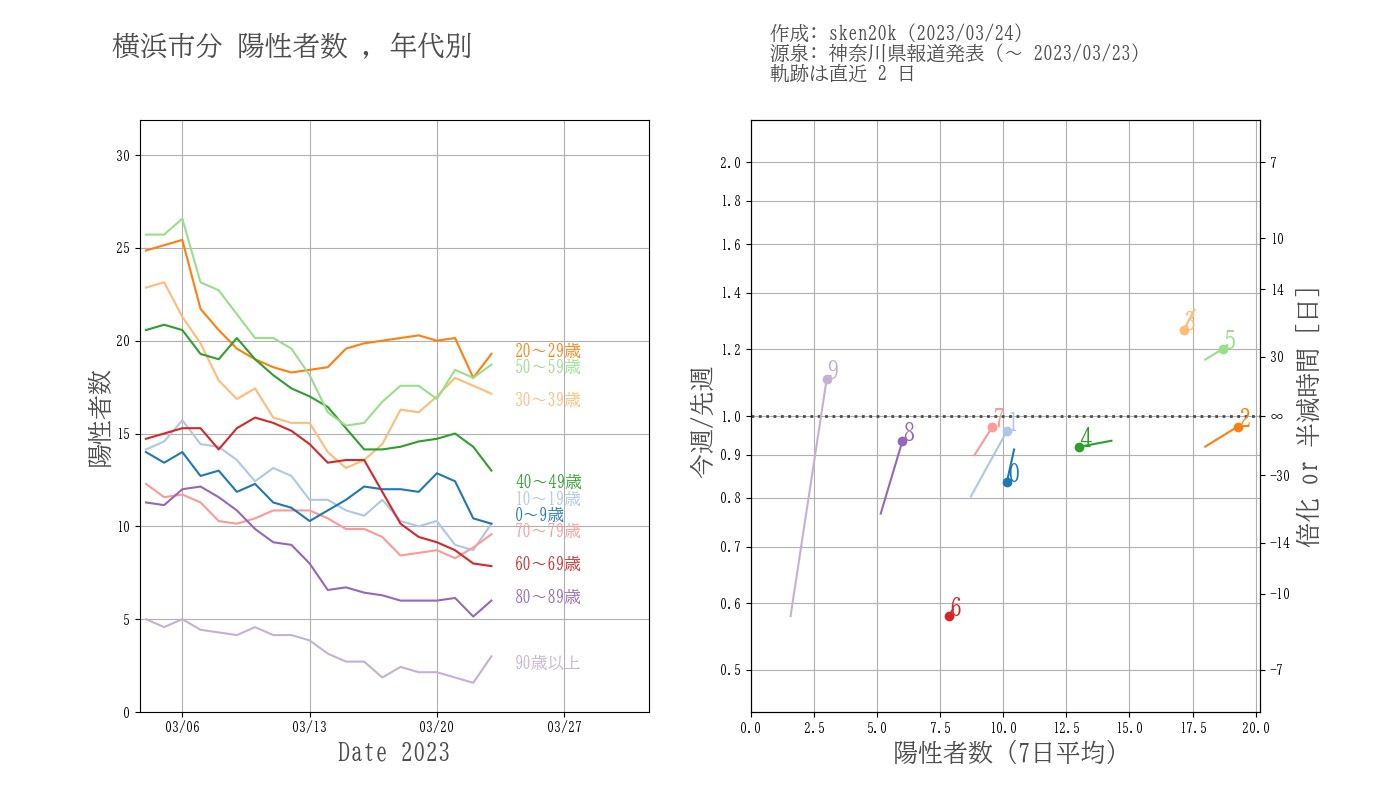 横浜市分 陽性者数 , 年代別
作成: sken20k (2023/03/24)
源泉: 神奈川県報道発表 (～ 2023/03/23)
軌跡は直近 2 日
陽性者数
30
25
20
15
10
5
0
03/06
03/13
03/20
03/27
Date 2023
20～29歳
50～59歳
30～39歳
40～49歳
10～19歳
0～9歳
70～79歳
60～69歳
80～89歳
90歳以上
今週/先週
2.0
1.8
1.6
1.4
1.2
1.0
0.9
0.8
0.7
0.6
0.5
0.0
2.5
5.0
7.5
10.0
12.5
15.0
17.5
20.0
陽性者数 (7日平均)
9
8
7
1
0
6
4
3
5
2
7
10
14
30
∞
-30
-14
-10
-7
倍化 or 半減時間 [日]